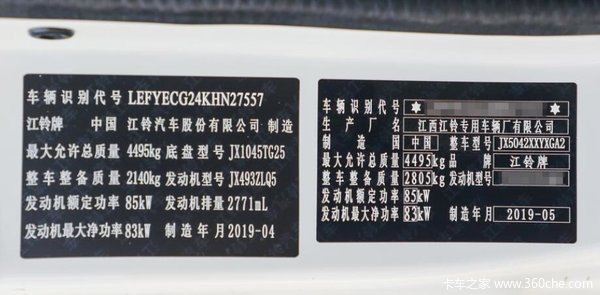 车辆识别代号 LEFYECG24KHN27557
江铃牌 中国 江铃汽车股份有限公司 制造
最大允许总质量 4495kg 底盘型号 JX1045TG25
整车整备质量 2140kg 发动机型号 JX493ZLQ5
发动机额定功率 85kW 发动机排量 2771mL
发动机最大净功率 83kW 制造年月 2019-04
车辆识别代号
生产厂名 江西江铃专用车辆厂有限公司
制造国 中国 整车型号 JX5042XXYXGA2
最大允许总质量 4495kg 品牌 江铃牌
整车整备质量 2805kg 发动机型号
发动机额定功率 85kW
发动机最大净功率 83kW 制造年月 2019-05
卡车之家 www.360che.com